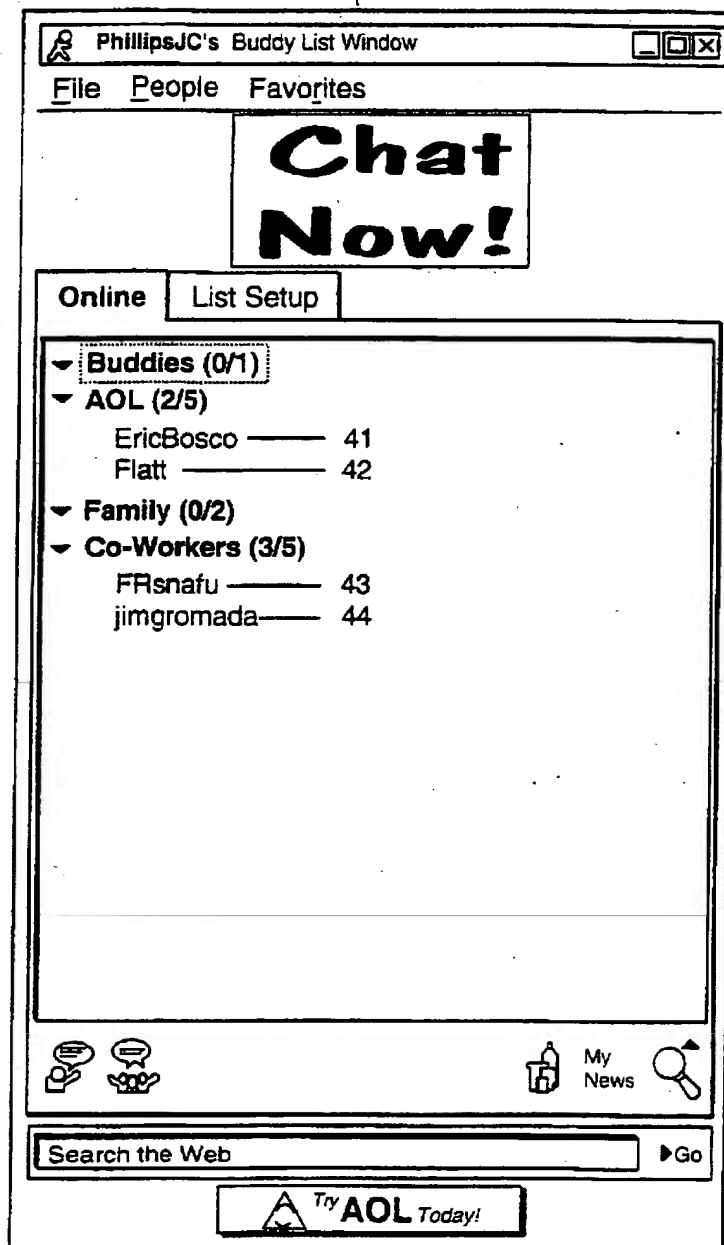 PhillipsJC's Buddy List Window
File People Favorites
Chat
Now!
Online List Setup
Buddies (0/1)
AOL (2/5)
EricBosco 41
Flatt 42
Family (0/2)
Co-Workers (3/5)
FRsnafu 43
jimgromada 44
My
News
Search the Web Go
Try AOL Today!